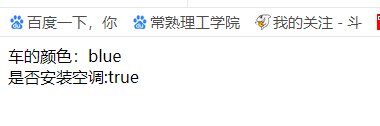 百度一下，你 常熟理工学院 我的关注 - 斗
车的颜色：blue
是否安装空调:true